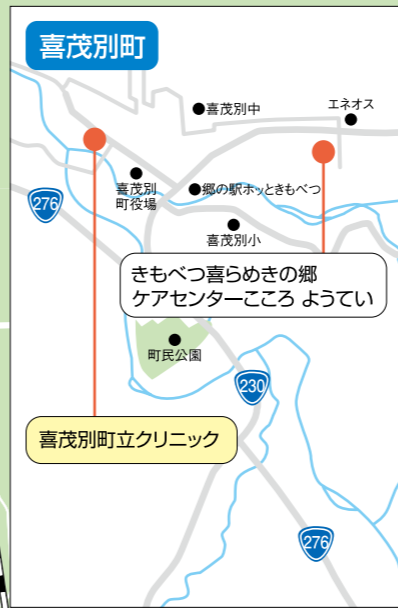 喜茂別町
喜茂別中
エネオス
喜茂別
町役場
郷の駅ホッときもべつ
276
喜茂別小
きもべつ喜らめきの郷
ケアセンターこころ ようてい
町民公園
230
喜茂別町立クリニック
276